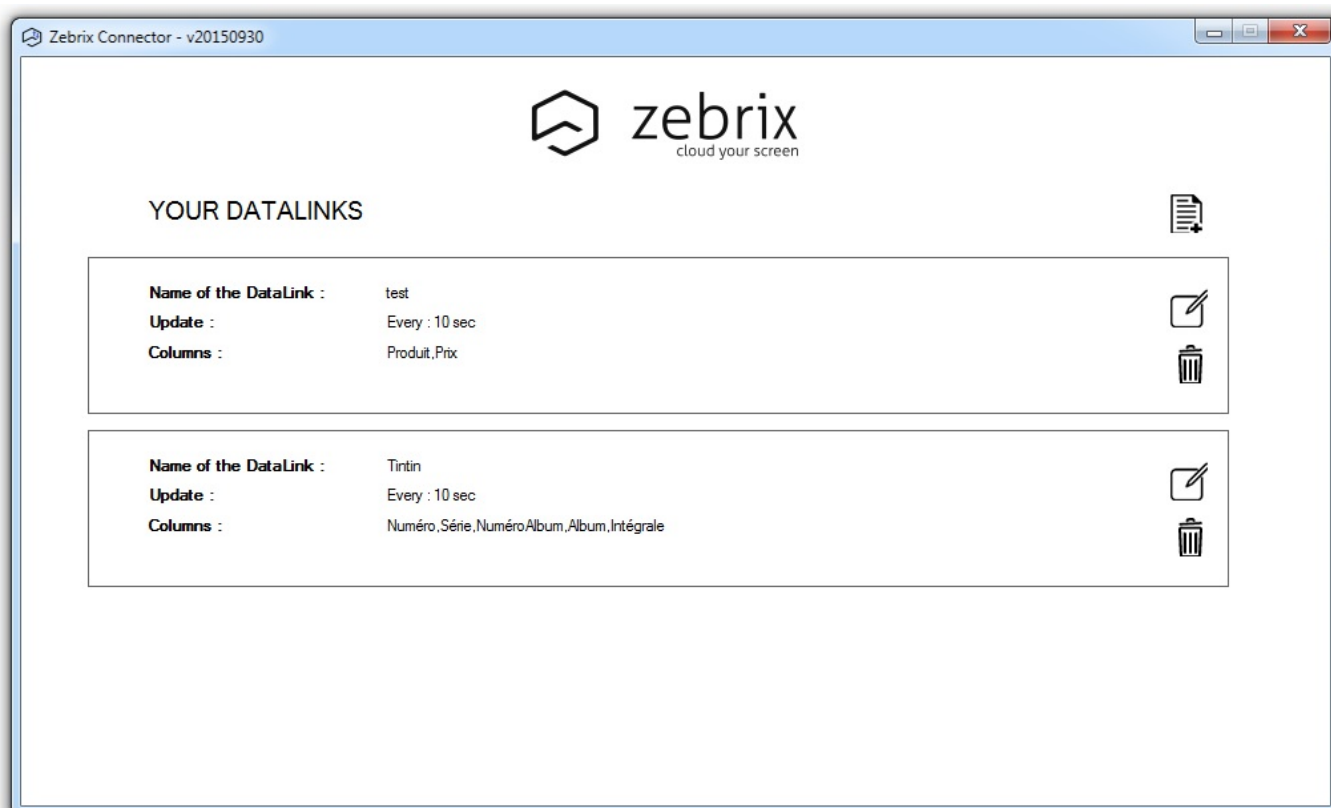 Zebrix Connector - v20150930
zebrix
cloud your screen
YOUR DATALINKS
Name of the DataLink : test
Update : Every : 10 sec
Columns : Produit,Prix
Name of the DataLink : Tintin
Update : Every : 10 sec
Columns : Numéro,Série,NuméroAlbum,Album,Intégrale